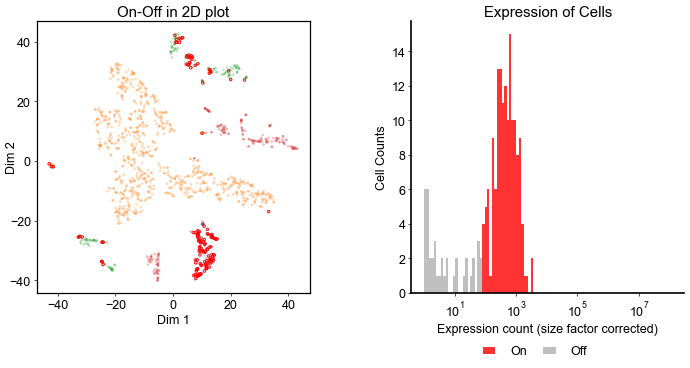 On-Off in 2D plot
Dim 2
40
20
0
−20
−40
−40 −20 0 20 40
Dim 1
Expression of Cells
Cell Counts
14
12
10
8
6
4
2
0
10^1 10^3 10^5 10^7
Expression count (size factor corrected)
On Off